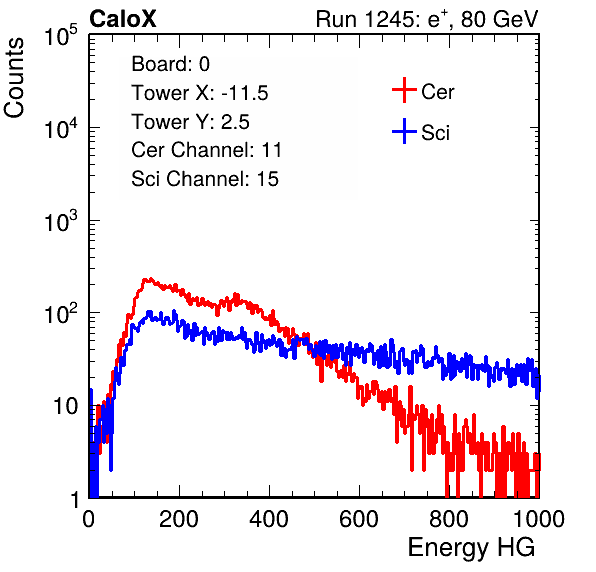 CaloX Run 1245: e⁺, 80 GeV
Counts
10⁵
10⁴
10³
10²
10
1
Board: 0
Tower X: -11.5
Tower Y: 2.5
Cer Channel: 11
Sci Channel: 15
Cer
Sci
0 200 400 600 800 1000
Energy HG